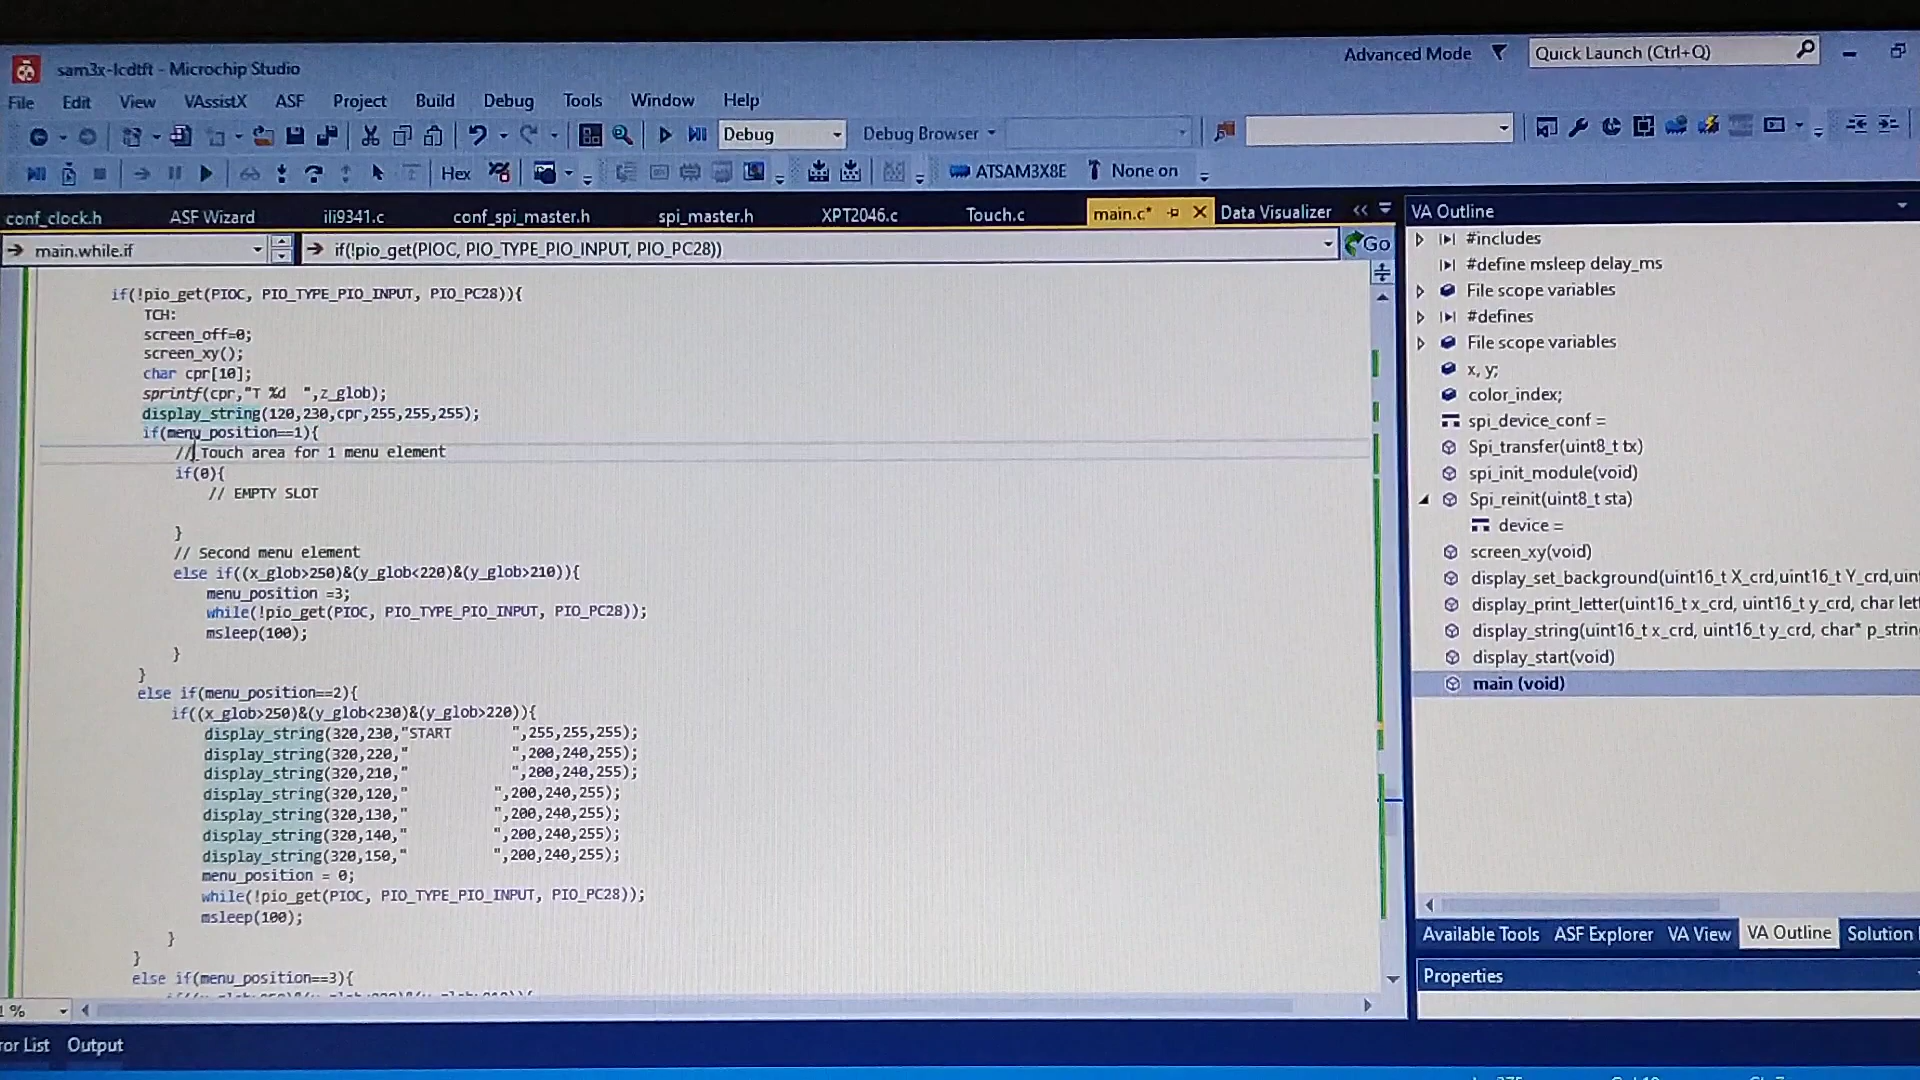 sam3x-lcdtft - Microchip Studio
Advanced Mode
Quick Launch (Ctrl+Q)
File Edit View VAssistX ASF Project Build Debug Tools Window Help
Debug
Debug Browser
Hex
ATSAM3X8E
None on
conf_clock.h ASF Wizard ili9341.c conf_spi_master.h spi_master.h XPT2046.c Touch.c main.c* Data Visualizer
main.while.if
if(!pio_get(PIOC, PIO_TYPE_PIO_INPUT, PIO_PC28))
Go
if(!pio_get(PIOC, PIO_TYPE_PIO_INPUT, PIO_PC28)){
TCH:
screen_off=0;
screen_xy();
char cpr[10];
sprintf(cpr,"T %d  ",z_glob);
display_string(120,230,cpr,255,255,255);
if(menu_position==1){
// Touch area for 1 menu element
if(0){
// EMPTY SLOT
}
// Second menu element
else if((x_glob>250)&(y_glob<220)&(y_glob>210)){
menu_position =3;
while(!pio_get(PIOC, PIO_TYPE_PIO_INPUT, PIO_PC28));
msleep(100);
}
}
else if(menu_position==2){
if((x_glob>250)&(y_glob<230)&(y_glob>220)){
display_string(320,230,"START        ",255,255,255);
display_string(320,220,"             ",200,240,255);
display_string(320,210,"             ",200,240,255);
display_string(320,120,"           ",200,240,255);
display_string(320,130,"           ",200,240,255);
display_string(320,140,"           ",200,240,255);
display_string(320,150,"           ",200,240,255);
menu_position = 0;
while(!pio_get(PIOC, PIO_TYPE_PIO_INPUT, PIO_PC28));
msleep(100);
}
}
else if(menu_position==3){
VA Outline
#includes
#define msleep delay_ms
File scope variables
#defines
File scope variables
x, y;
color_index;
spi_device_conf =
Spi_transfer(uint8_t tx)
spi_init_module(void)
Spi_reinit(uint8_t sta)
device =
screen_xy(void)
display_set_background(uint16_t X_crd,uint16_t Y_crd,uint
display_print_letter(uint16_t x_crd, uint16_t y_crd, char lett
display_string(uint16_t x_crd, uint16_t y_crd, char* p_strin
display_start(void)
main (void)
Available Tools ASF Explorer VA View VA Outline Solution
Properties
%
Output